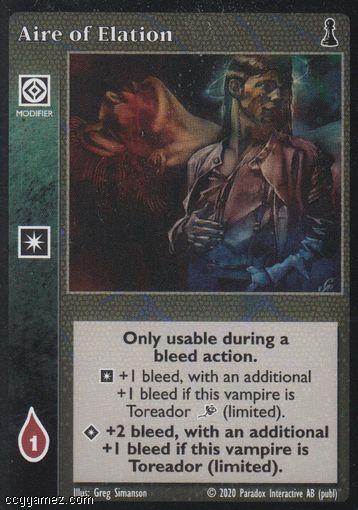 Aire of Elation
MODIFIER
Only usable during a
bleed action.
+1 bleed, with an additional
+1 bleed if this vampire is
Toreador (limited).
+2 bleed, with an additional
+1 bleed if this vampire is
Toreador (limited).
1
Illus: Greg Simanson © 2020 Paradox Interactive AB (publ)
ccggamez.com